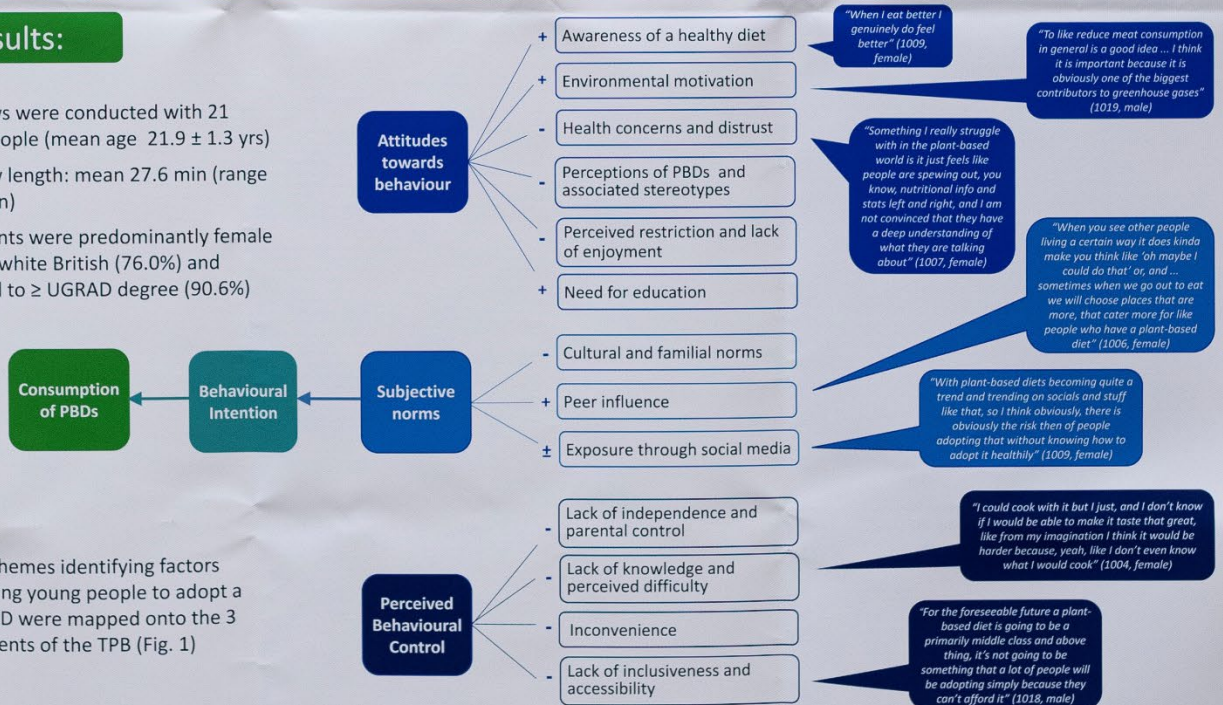 sults:
ws were conducted with 21
ople (mean age 21.9 ± 1.3 yrs)
w length: mean 27.6 min (range
n)
nts were predominantly female
white British (76.0%) and
d to ≥ UGRAD degree (90.6%)
Consumption
of PBDs
Behavioural
Intention
hemes identifying factors
ng young people to adopt a
D were mapped onto the 3
ents of the TPB (Fig. 1)
Attitudes
towards
behaviour
+ Awareness of a healthy diet
+ Environmental motivation
- Health concerns and distrust
- Perceptions of PBDs and
associated stereotypes
- Perceived restriction and lack
of enjoyment
+ Need for education
Subjective
norms
- Cultural and familial norms
+ Peer influence
± Exposure through social media
Perceived
Behavioural
Control
- Lack of independence and
parental control
- Lack of knowledge and
perceived difficulty
- Inconvenience
- Lack of inclusiveness and
accessibility
"When I eat better I
genuinely do feel
better" (1009,
female)
"To like reduce meat consumption
in general is a good idea ... I think
it is important because it is
obviously one of the biggest
contributors to greenhouse gases"
(1019, male)
"Something I really struggle
with in the plant-based
world is it just feels like
people are spewing out, you
know, nutritional info and
stats left and right, and I am
not convinced that they have
a deep understanding of
what they are talking
about" (1007, female)
"When you see other people
living a certain way it does kinda
make you think like 'oh maybe I
could do that' or, and ...
sometimes when we go out to eat
we will choose places that are
more, that cater more for like
people who have a plant-based
diet" (1006, female)
"With plant-based diets becoming quite a
trend and trending on socials and stuff
like that, so I think obviously, there is
obviously the risk then of people
adopting that without knowing how to
adopt it healthily" (1009, female)
"I could cook with it but I just, and I don't know
if I would be able to make it taste that great,
like from my imagination I think it would be
harder because, yeah, like I don't even know
what I would cook" (1004, female)
"For the foreseeable future a plant-
based diet is going to be a
primarily middle class and above
thing, it's not going to be
something that a lot of people will
be adopting simply because they
can't afford it" (1018, male)